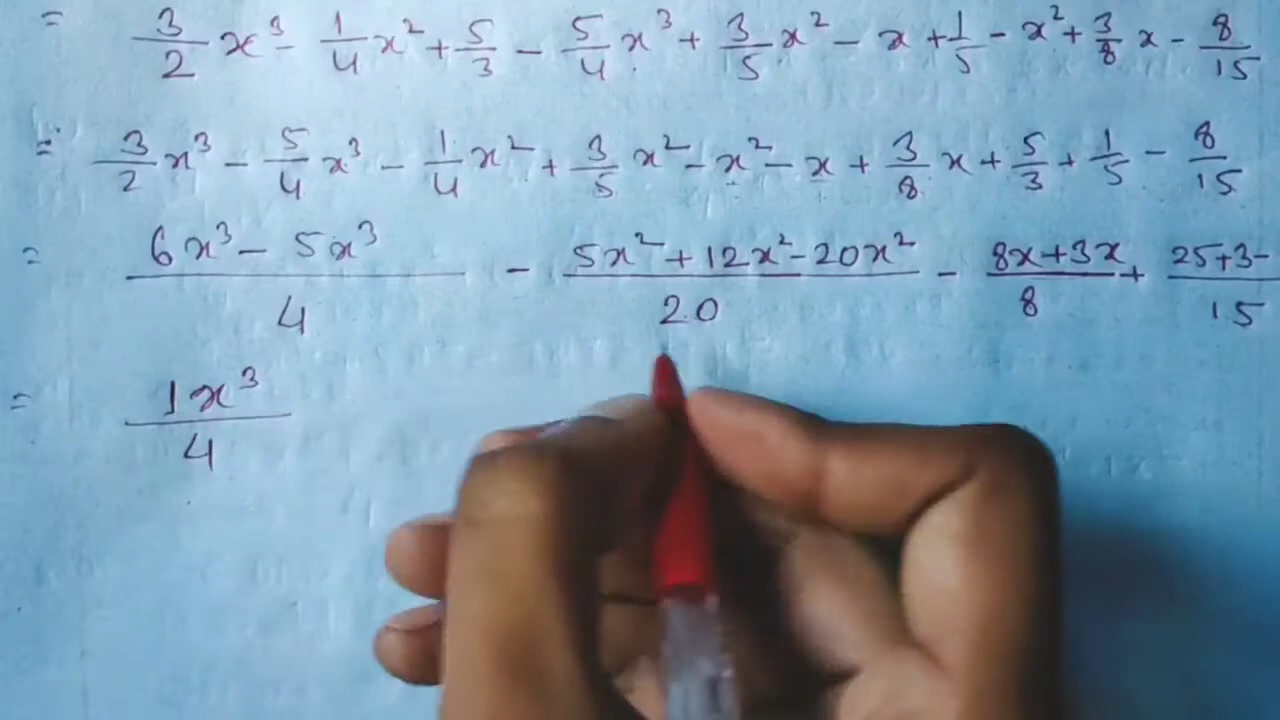 = 3/2 x³ - 1/4 x² + 5/3 - 5/4 x³ + 3/5 x² - x + 1/5 - x² + 3/8 x - 8/15
= 3/2 x³ - 5/4 x³ - 1/4 x² + 3/5 x² - x² - x + 3/8 x + 5/3 + 1/5 - 8/15
= 6x³ - 5x³/4 - 5x² + 12x² - 20x²/20 - 8x + 3x/8 + 25 + 3 -/15
= 1x³/4